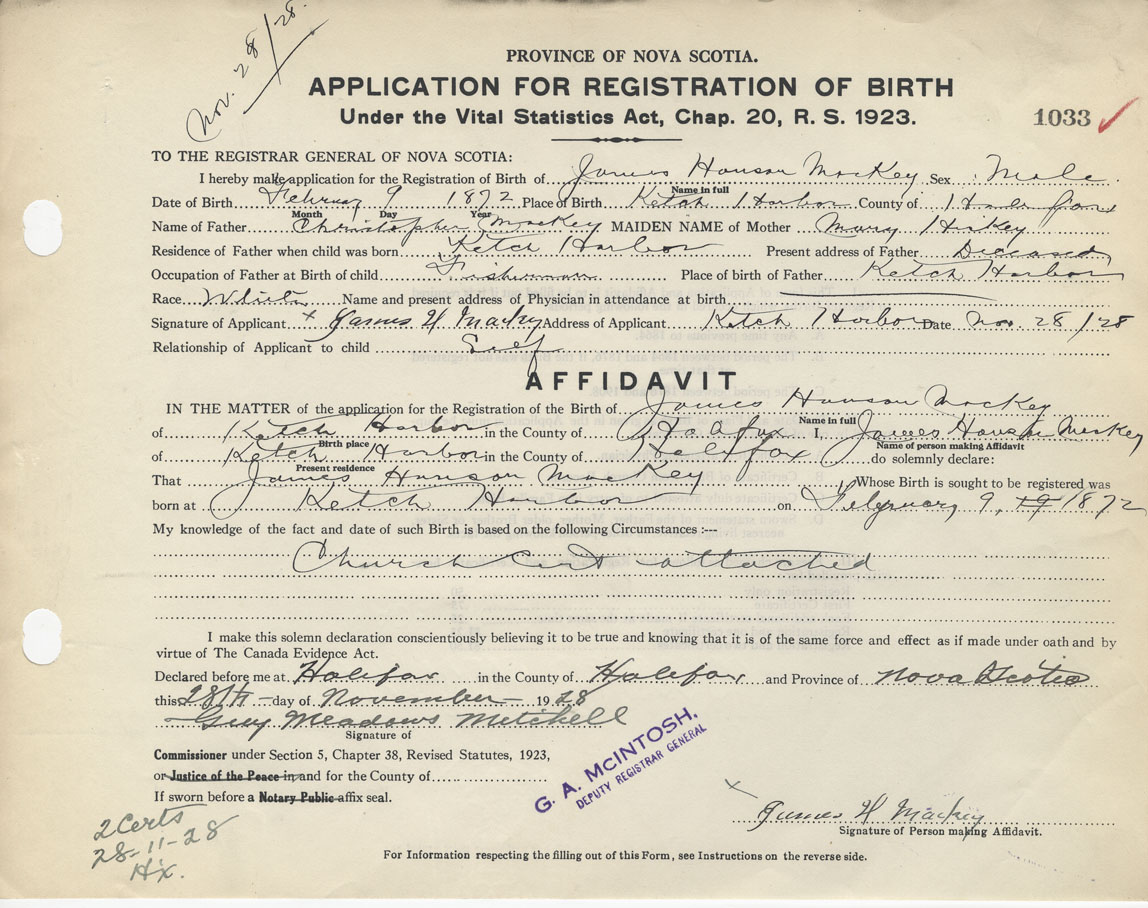 Nov. 28/28.
PROVINCE OF NOVA SCOTIA.
APPLICATION FOR REGISTRATION OF BIRTH
Under the Vital Statistics Act, Chap. 20, R. S. 1923.
1033
TO THE REGISTRAR GENERAL OF NOVA SCOTIA:
I hereby make application for the Registration of Birth of James Hanson Mackey Sex Male
Name in full
Date of Birth February 9 1872 Place of Birth Ketch Harbor County of Halifax
Month Day Year
Name of Father Christopher Mackey MAIDEN NAME of Mother Mary Hickey
Residence of Father when child was born Ketch Harbor Present address of Father Deceased
Occupation of Father at Birth of child Fisherman Place of birth of Father Ketch Harbor
Race White Name and present address of Physician in attendance at birth
Signature of Applicant x James H Mackey Address of Applicant Ketch Harbor Date Nov. 28/28
Relationship of Applicant to child Self
AFFIDAVIT
IN THE MATTER of the application for the Registration of the Birth of James Hanson Mackey
Name in full
of Ketch Harbor in the County of Halifax I, James Hanson Mackey
Birth place Name of person making Affidavit
of Ketch Harbor in the County of Halifax do solemnly declare:
Present residence
That James Hanson Mackey Whose Birth is sought to be registered was
born at Ketch Harbor on February 9, 19 1872
My knowledge of the fact and date of such Birth is based on the following Circumstances :---
Church Cert attached
I make this solemn declaration conscientiously believing it to be true and knowing that it is of the same force and effect as if made under oath and by
virtue of The Canada Evidence Act.
Declared before me at Halifax in the County of Halifax and Province of Nova Scotia
this 28th day of November 1928
Guy Meadows Mitchell
Signature of
Commissioner under Section 5, Chapter 38, Revised Statutes, 1923,
or Justice of the Peace in and for the County of
If sworn before a Notary Public affix seal.
G. A. McINTOSH,
DEPUTY REGISTRAR GENERAL
x James H Mackey
Signature of Person making Affidavit.
2 Certs
28-11-28
Hx.
For Information respecting the filling out of this Form, see Instructions on the reverse side.